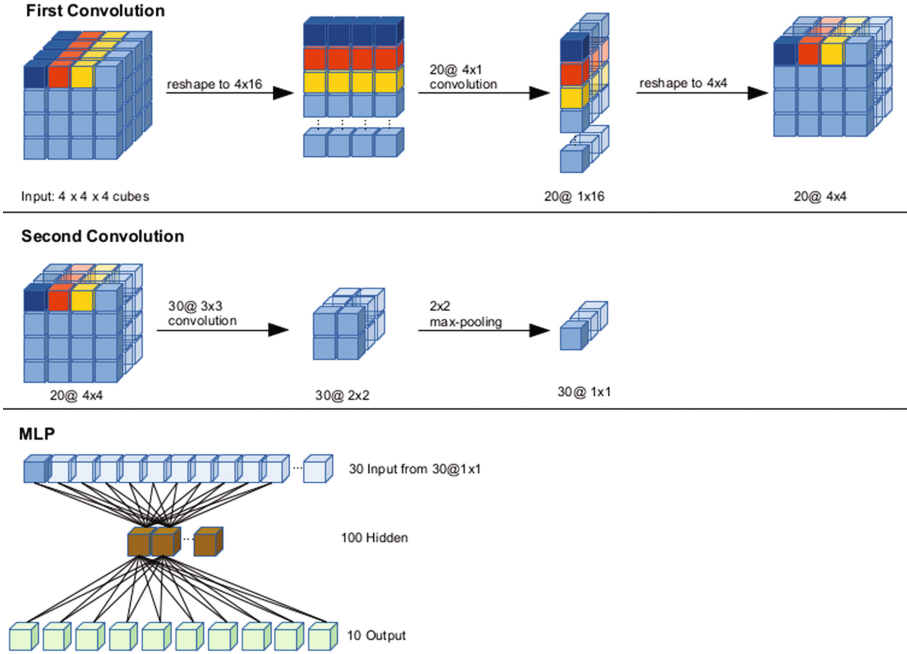 First Convolution
reshape to 4x16
20@ 4x1
convolution
reshape to 4x4
Input: 4 x 4 x 4 cubes
20@ 1x16
20@ 4x4
Second Convolution
30@ 3x3
convolution
2x2
max-pooling
20@ 4x4
30@ 2x2
30@ 1x1
MLP
30 Input from 30@1x1
100 Hidden
10 Output